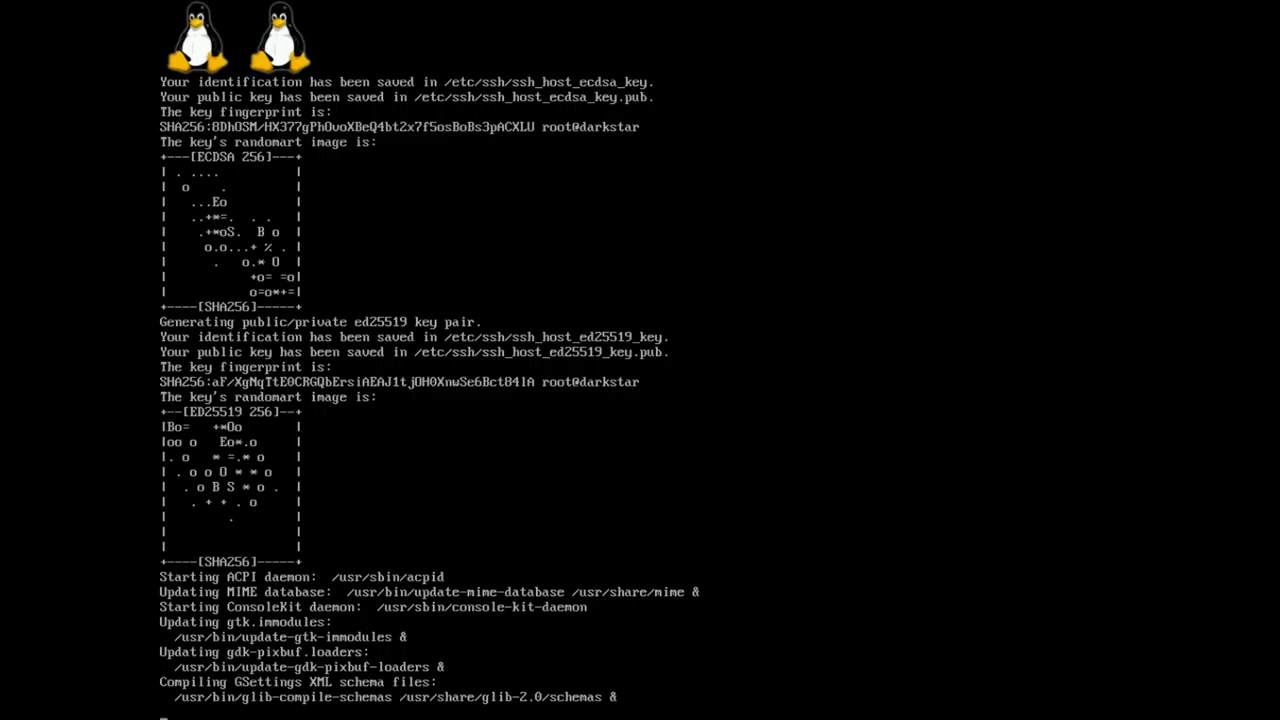 Your identification has been saved in /etc/ssh/ssh_host_ecdsa_key.
Your public key has been saved in /etc/ssh/ssh_host_ecdsa_key.pub.
The key fingerprint is:
SHA256:8DhOSM/HX377gPhOvoXBeQ4bt2x7f5osBoBs3pACXLU root@darkstar
The key's randomart image is:
+---[ECDSA 256]---+
| . ....          |
|  o    .         |
|   ...Eo         |
|   ..+*=.  . .   |
|    .+*oS.  B o  |
|     o.o...+ % . |
|      .   o.* O  |
|           +o= =o|
|           o=o*+=|
+----[SHA256]-----+
Generating public/private ed25519 key pair.
Your identification has been saved in /etc/ssh/ssh_host_ed25519_key.
Your public key has been saved in /etc/ssh/ssh_host_ed25519_key.pub.
The key fingerprint is:
SHA256:aF/XgNqTtE0CRGQbErsiAEAJ1tjOH0XnwSe6Bct84lA root@darkstar
The key's randomart image is:
+--[ED25519 256]--+
|Bo=   +*Oo       |
|oo o   Eo*.o     |
|. o   * =.* o    |
| . o o O * * o   |
|  . o B S * o .  |
|   . + + . o     |
|        .        |
|                 |
|                 |
+----[SHA256]-----+
Starting ACPI daemon:  /usr/sbin/acpid
Updating MIME database:  /usr/bin/update-mime-database /usr/share/mime &
Starting ConsoleKit daemon:  /usr/sbin/console-kit-daemon
Updating gtk.immodules:
  /usr/bin/update-gtk-immodules &
Updating gdk-pixbuf.loaders:
  /usr/bin/update-gdk-pixbuf-loaders &
Compiling GSettings XML schema files:
  /usr/bin/glib-compile-schemas /usr/share/glib-2.0/schemas &